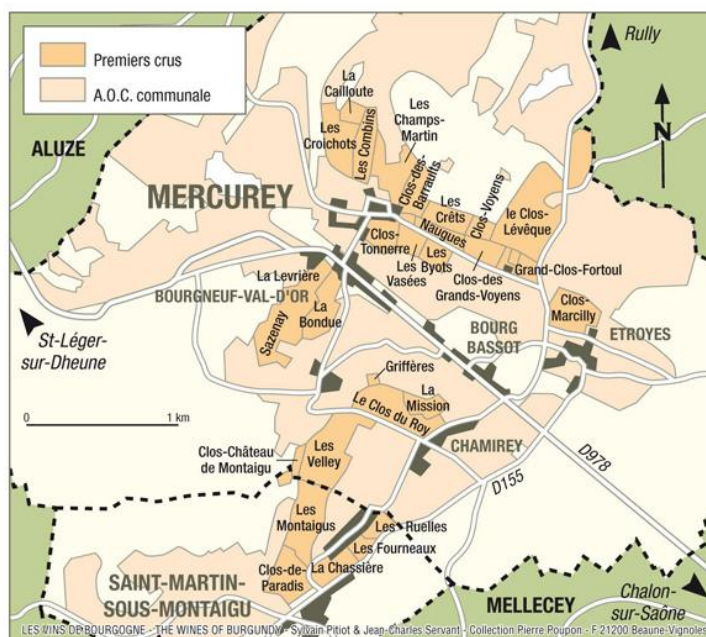 Premiers crus
A.O.C. communale
Rully
N
ALUZE
La
Cailloute
Les
Croichots
Les Combins
Les
Champs-
Martin
Clos-des-
Barraults
MERCUREY
Les
Crêts
Clos-Voyens
le Clos-
Lévêque
Naugues
Clos-
Tonnerre
Les
Vasées
Les
Byots
Clos-des
Grands-Voyens
Grand-Clos-Fortoul
Clos-
Marcilly
ETROYES
La Levrière
BOURGNEUF-VAL-D'OR
La
Bondue
Sazenay
BOURG
BASSOT
St-Léger-
sur-Dheune
Griffères
La
Mission
Le Clos du Roy
0 1 km
Clos-Château
de Montaigu
Les
Velley
CHAMIREY
D155
D978
Les
Montaigus
Les Ruelles
Les Fourneaux
La Chassière
Clos-de-
Paradis
SAINT-MARTIN-
SOUS-MONTAIGU
MELLECEY
Chalon-
sur-Saône
LES VINS DE BOURGOGNE - THE WINES OF BURGUNDY - Sylvain Pitiot & Jean-Charles Servant - Collection Pierre Poupon - F 21200 Beaune-Vignoles